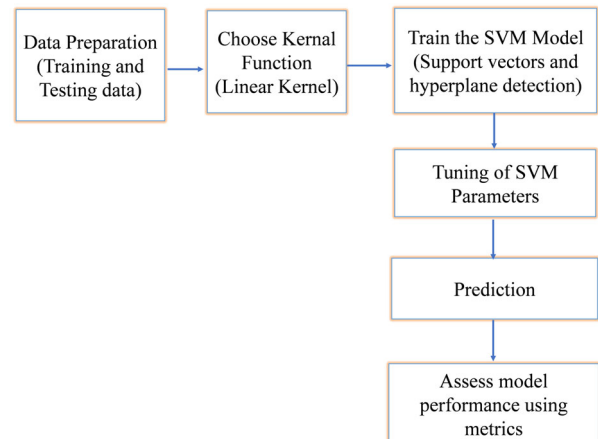 Data Preparation
(Training and
Testing data)
Choose Kernal
Function
(Linear Kernel)
Train the SVM Model
(Support vectors and
hyperplane detection)
Tuning of SVM
Parameters
Prediction
Assess model
performance using
metrics